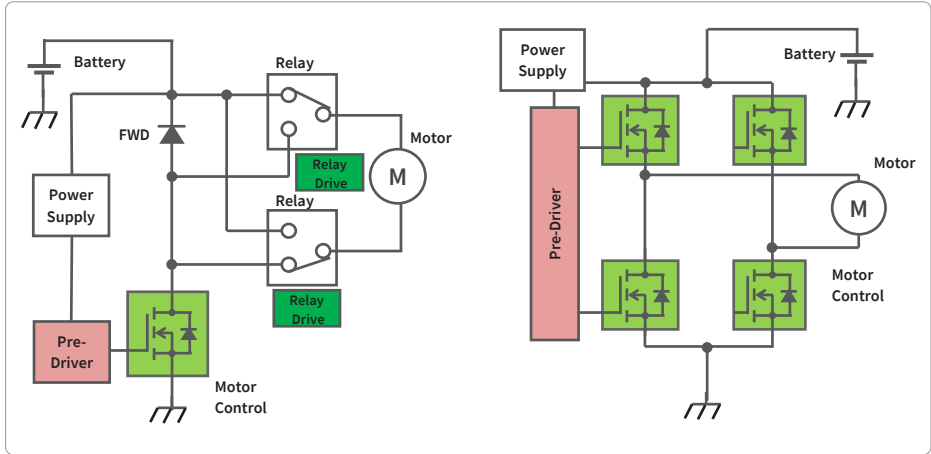 Battery
Relay
FWD
Motor
M
Relay
Drive
Power
Supply
Relay
Relay
Drive
Pre-
Driver
Motor
Control
Power
Supply
Battery
Pre-Driver
Motor
M
Motor
Control